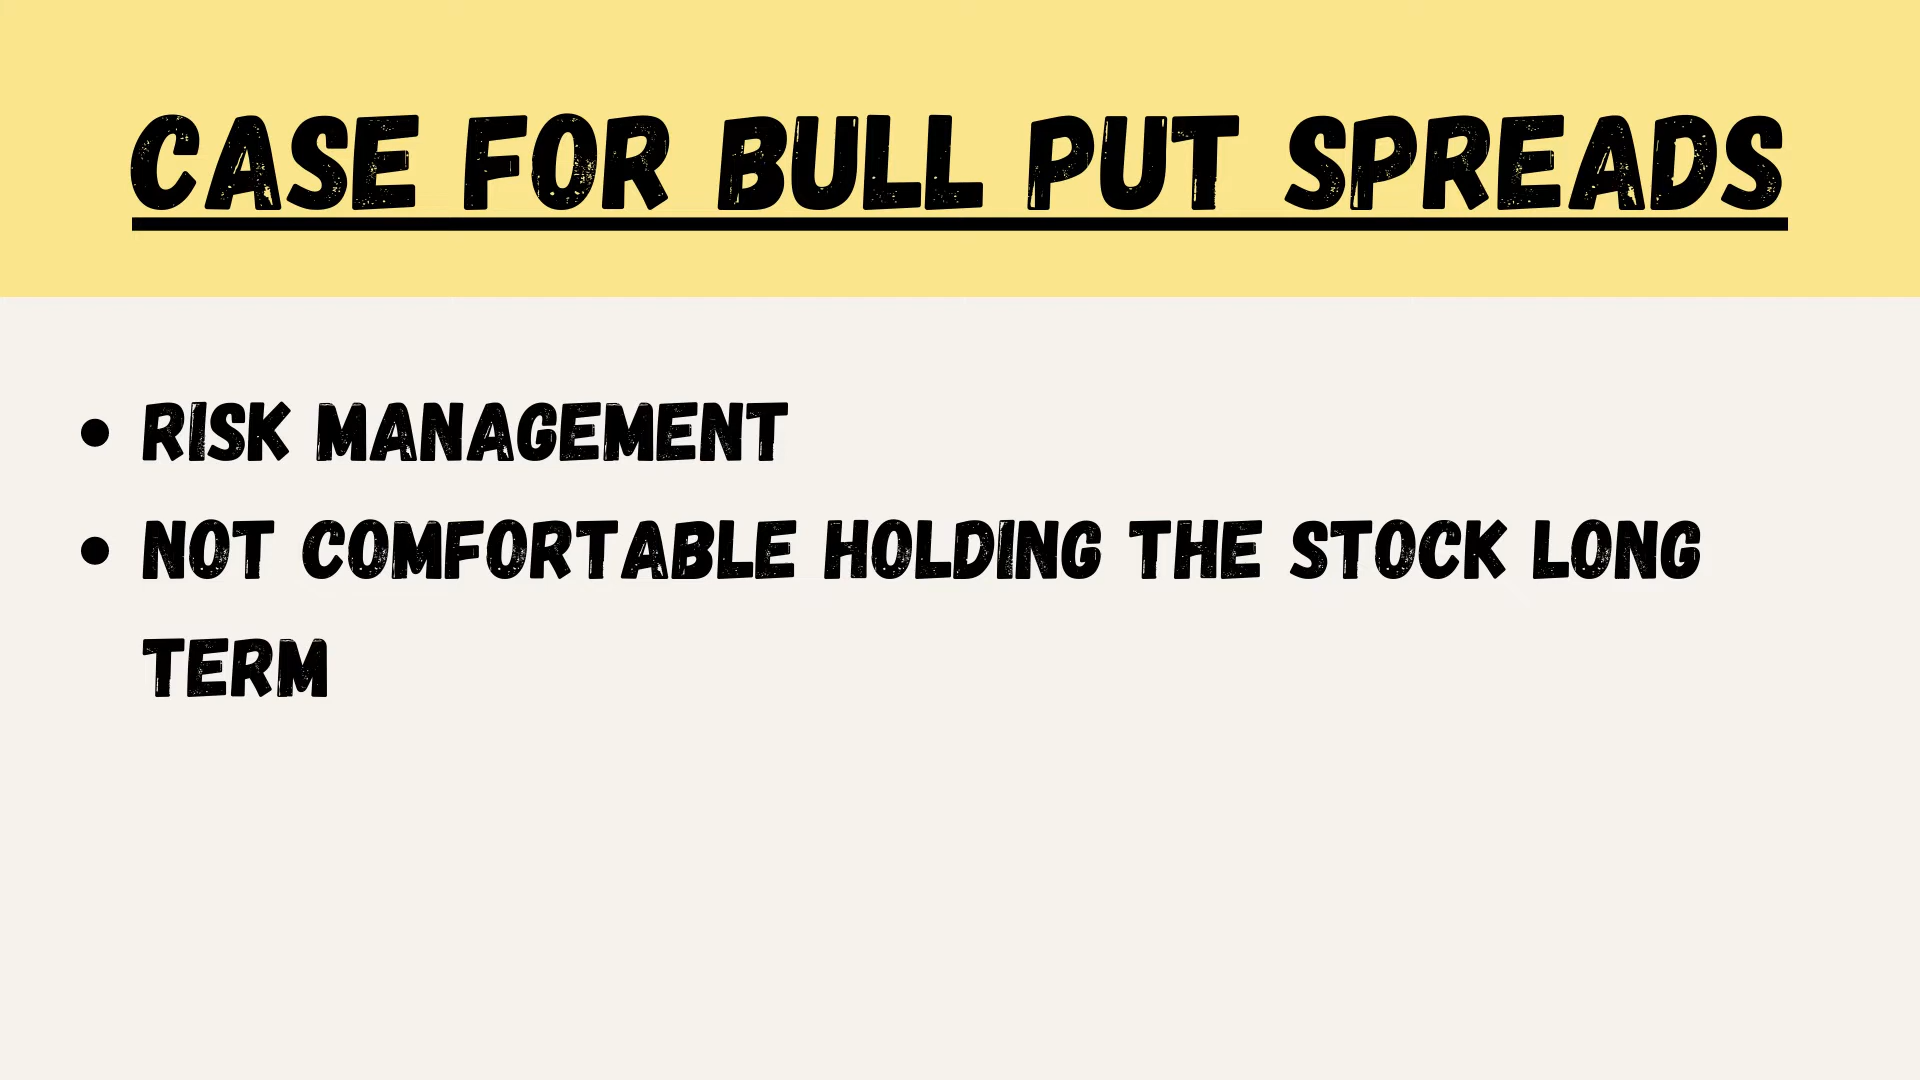 CASE FOR BULL PUT SPREADS
• RISK MANAGEMENT
• NOT COMFORTABLE HOLDING THE STOCK LONG
TERM